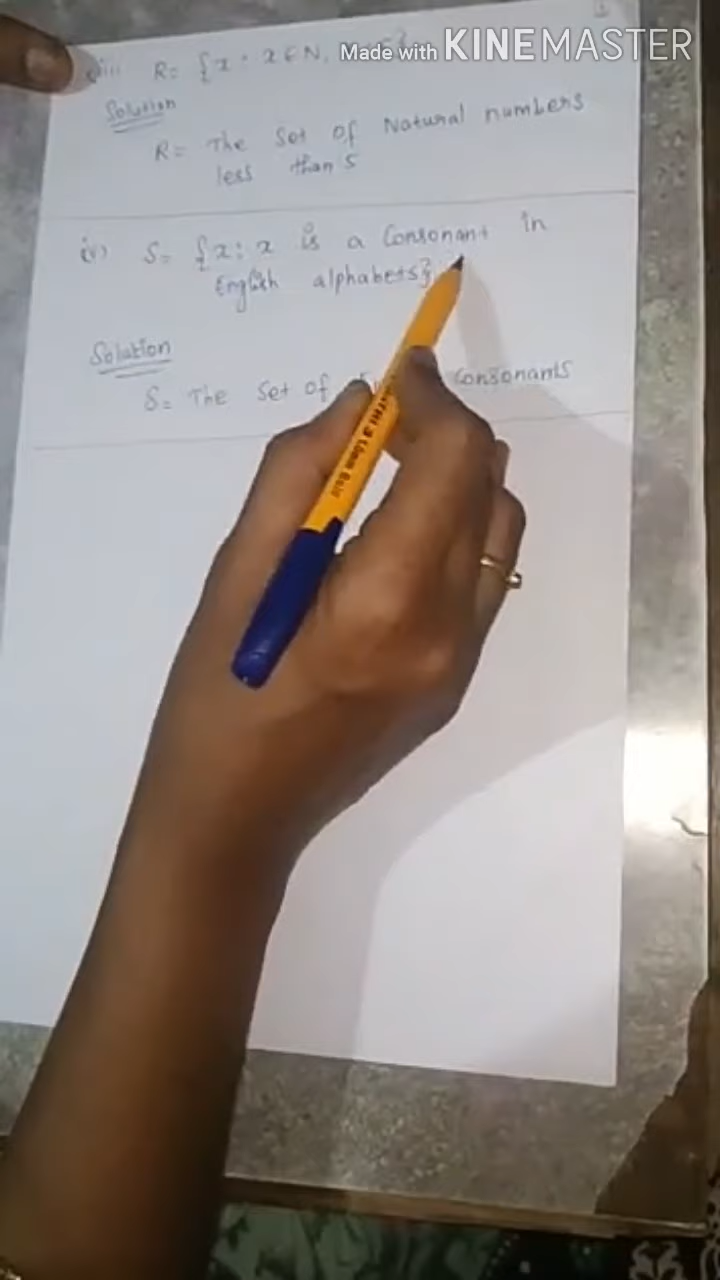 Made with KINEMASTER
R= {x : x ∈ N,
Solution
R= The Set of Natural numbers
less than 5
iv) S= {x: x is a Consonant in
English alphabets}
Solution
S= The Set of Consonants